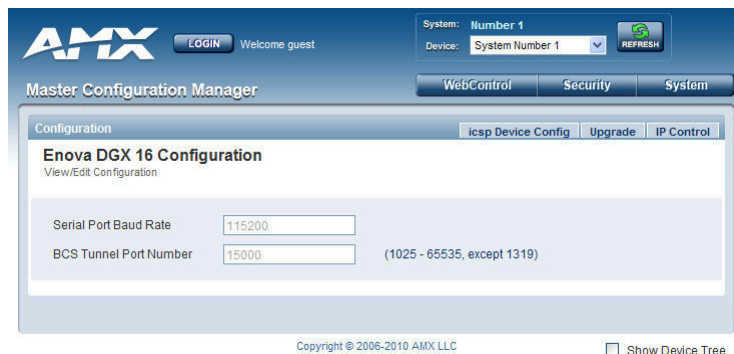 AMX
LOGIN Welcome guest
System: Number 1
Device: System Number 1
REFRESH
Master Configuration Manager
WebControl Security System
Configuration
icsp Device Config Upgrade IP Control
Enova DGX 16 Configuration
View/Edit Configuration
Serial Port Baud Rate 115200
BCS Tunnel Port Number 15000 (1025 - 65535, except 1319)
Copyright © 2006-2010 AMX LLC
Show Device Tree